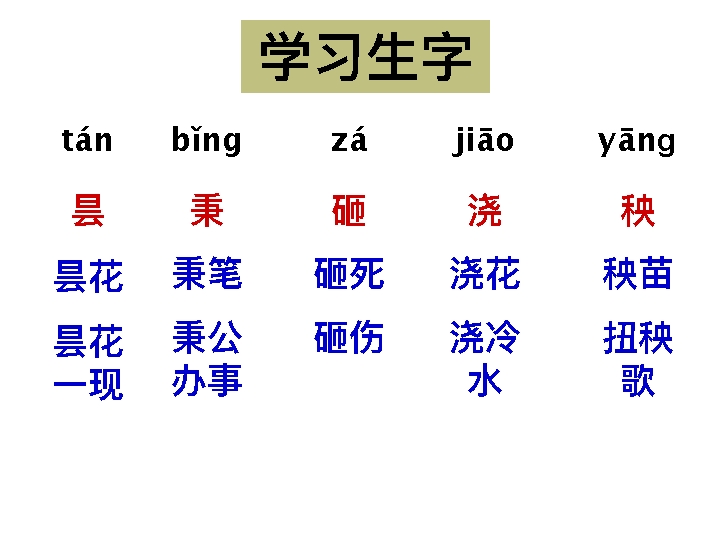 学习生字
tán bǐng zá jiāo yāng
昙 秉 砸 浇 秧
昙花 秉笔 砸死 浇花 秧苗
昙花 秉公 砸伤 浇冷 扭秧
一现 办事 水 歌